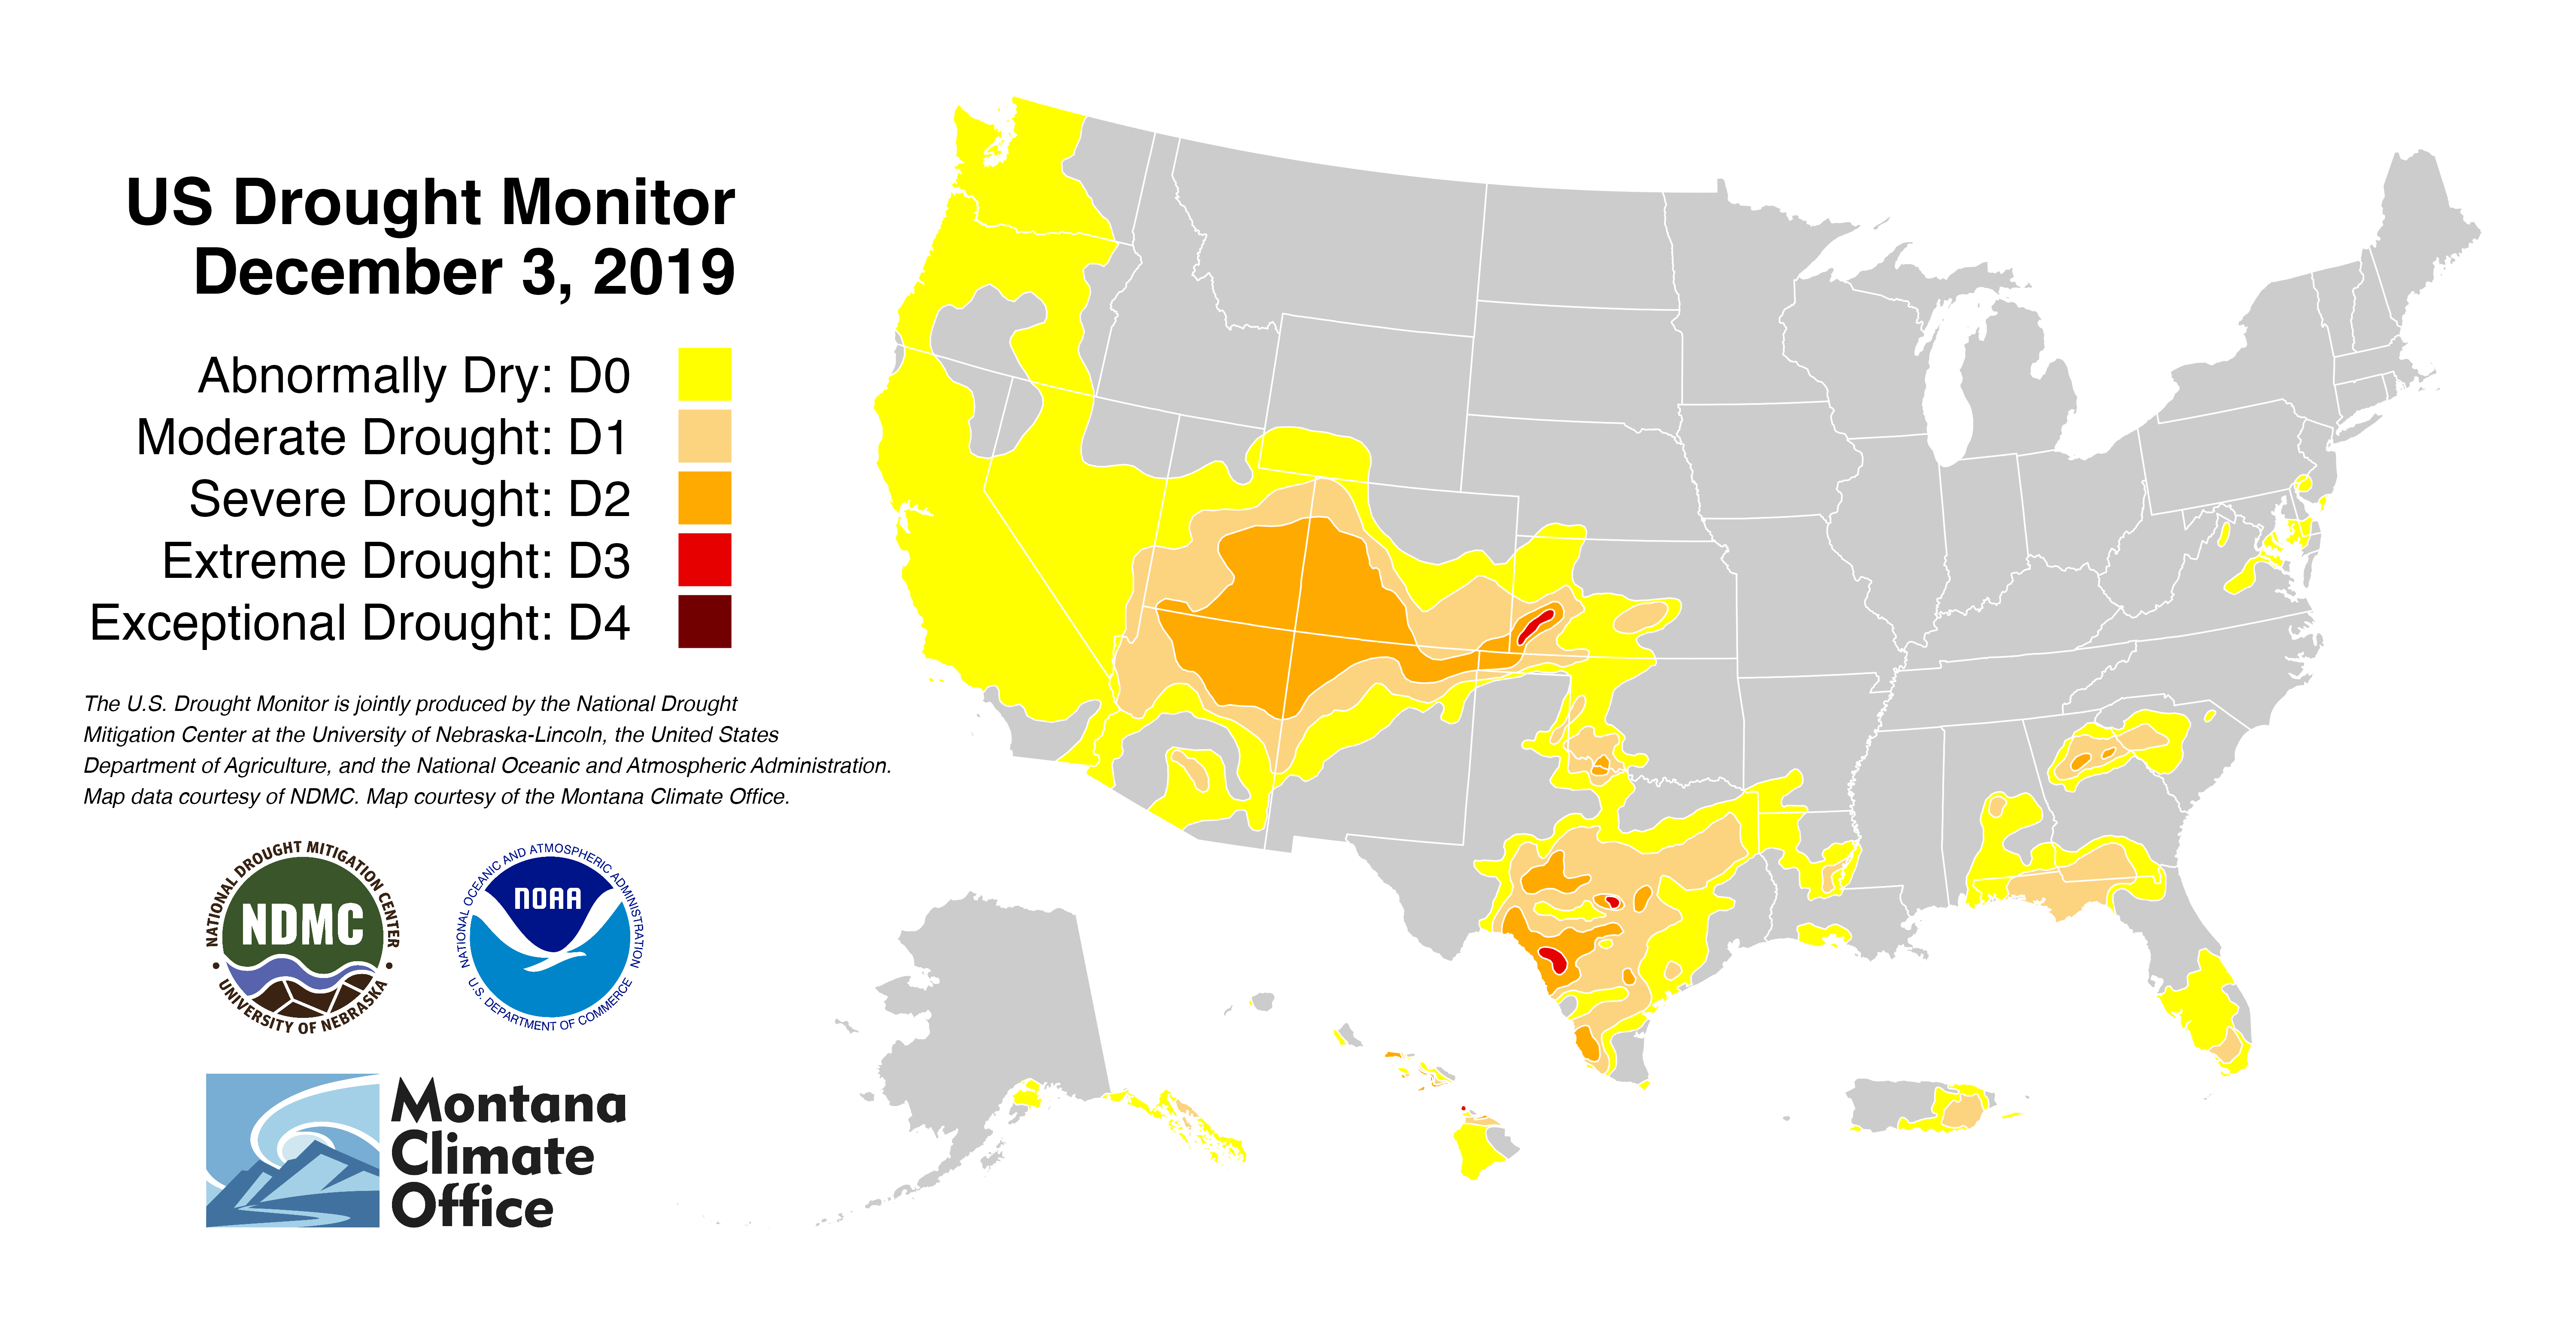 US Drought Monitor
December 3, 2019
Abnormally Dry: D0
Moderate Drought: D1
Severe Drought: D2
Extreme Drought: D3
Exceptional Drought: D4
The U.S. Drought Monitor is jointly produced by the National Drought
Mitigation Center at the University of Nebraska-Lincoln, the United States
Department of Agriculture, and the National Oceanic and Atmospheric Administration.
Map data courtesy of NDMC. Map courtesy of the Montana Climate Office.
NATIONAL DROUGHT MITIGATION CENTER
NDMC
• UNIVERSITY OF NEBRASKA •
NATIONAL OCEANIC AND ATMOSPHERIC ADMINISTRATION
NOAA
U.S. DEPARTMENT OF COMMERCE
Montana
Climate
Office